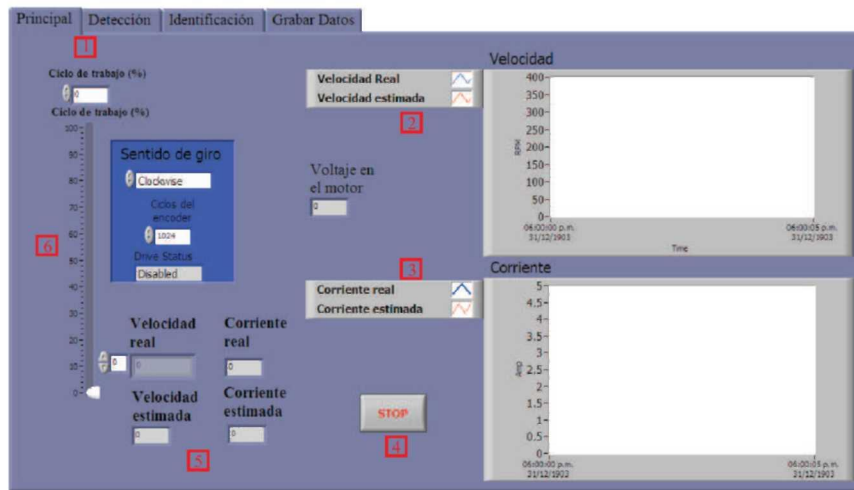 Principal Detección Identificación Grabar Datos
1
Ciclo de trabajo (%)
0
Ciclo de trabajo (%)
100
90
80
70
60
50
40
30
20
10
0
6
Sentido de giro
Clockwise
Ciclos del
encoder
1024
Drive Status
Disabled
Velocidad
real
0
0
Corriente
real
0
Velocidad
estimada
0
Corriente
estimada
0
5
Velocidad Real
Velocidad estimada
2
Voltaje en
el motor
0
3
Corriente real
Corriente estimada
STOP
4
Velocidad
400
350
300
250
200
150
100
50
0
RPM
06:00:00 p.m.
31/12/1903
06:00:05 p.m.
31/12/1903
Time
Corriente
5
4.5
4
3.5
3
2.5
2
1.5
1
0.5
0
Amp
06:00:00 p.m.
31/12/1903
06:00:05 p.m.
31/12/1903